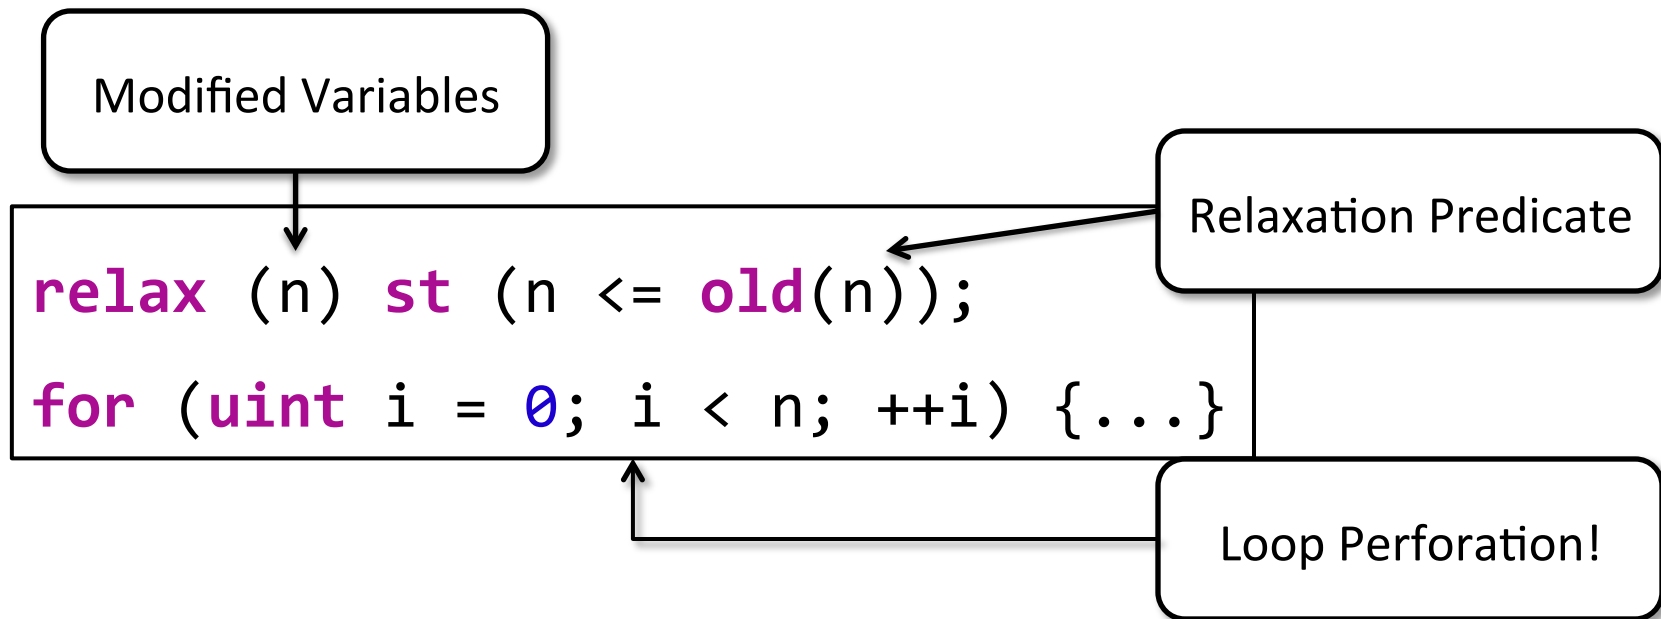 Modified Variables
Relaxation Predicate
relax (n) st (n <= old(n));
for (uint i = 0; i < n; ++i) {...}
Loop Perforation!